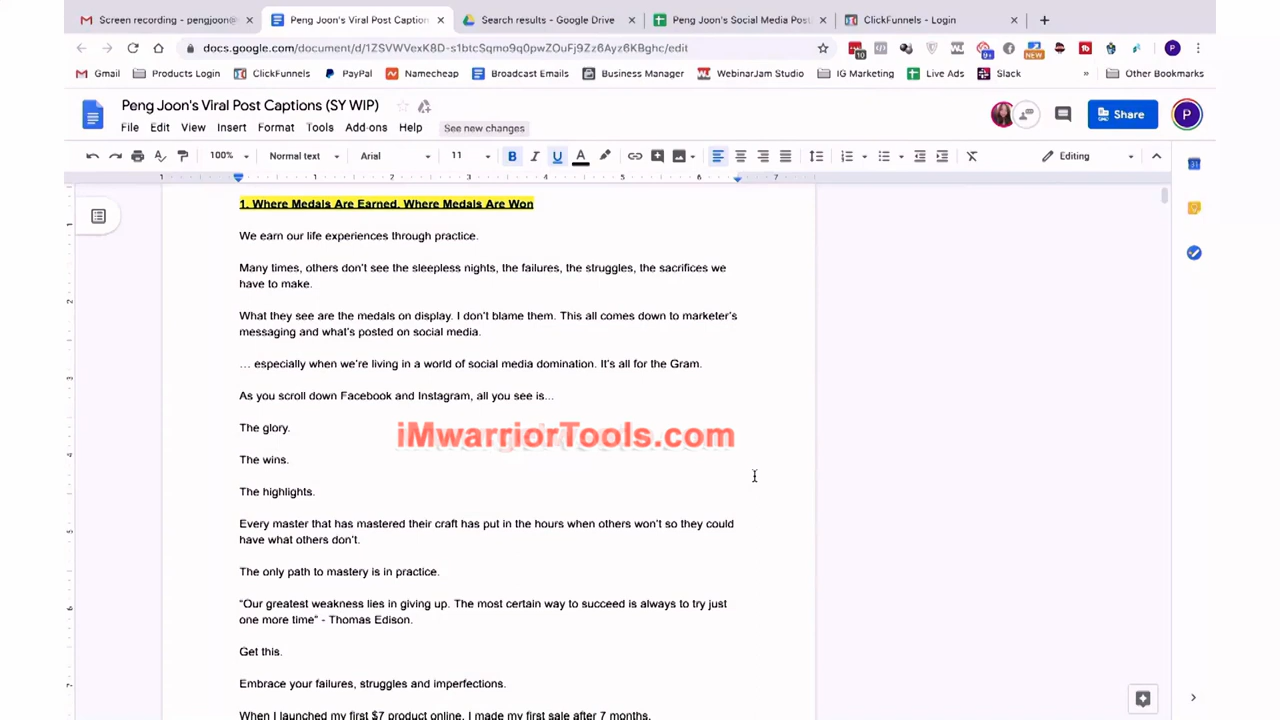 Screen recording - pengjoon@
Peng Joon's Viral Post Caption
Search results - Google Drive
Peng Joon's Social Media Post
ClickFunnels - Login
docs.google.com/document/d/1ZSVWVexK8D-s1btcSqmo9q0pwZOuFj9Zz6Ayz6KBghc/edit
10
9+
NEW
P
Gmail
Products Login
ClickFunnels
PayPal
Namecheap
Broadcast Emails
Business Manager
WebinarJam Studio
IG Marketing
Live Ads
Slack
»
Other Bookmarks
Peng Joon's Viral Post Captions (SY WIP)
Share
P
File Edit View Insert Format Tools Add-ons Help See new changes
100% Normal text Arial 11 B I U A Editing
1 1 2 3 4 5 6 7
1. Where Medals Are Earned. Where Medals Are Won
We earn our life experiences through practice.
Many times, others don't see the sleepless nights, the failures, the struggles, the sacrifices we
have to make.
What they see are the medals on display. I don't blame them. This all comes down to marketer's
messaging and what's posted on social media.
… especially when we're living in a world of social media domination. It's all for the Gram.
As you scroll down Facebook and Instagram, all you see is...
The glory.
iMwarriorTools.com
The wins.
The highlights.
Every master that has mastered their craft has put in the hours when others won't so they could
have what others don't.
The only path to mastery is in practice.
“Our greatest weakness lies in giving up. The most certain way to succeed is always to try just
one more time” - Thomas Edison.
Get this.
Embrace your failures, struggles and imperfections.
When I launched my first $7 product online, I made my first sale after 7 months.